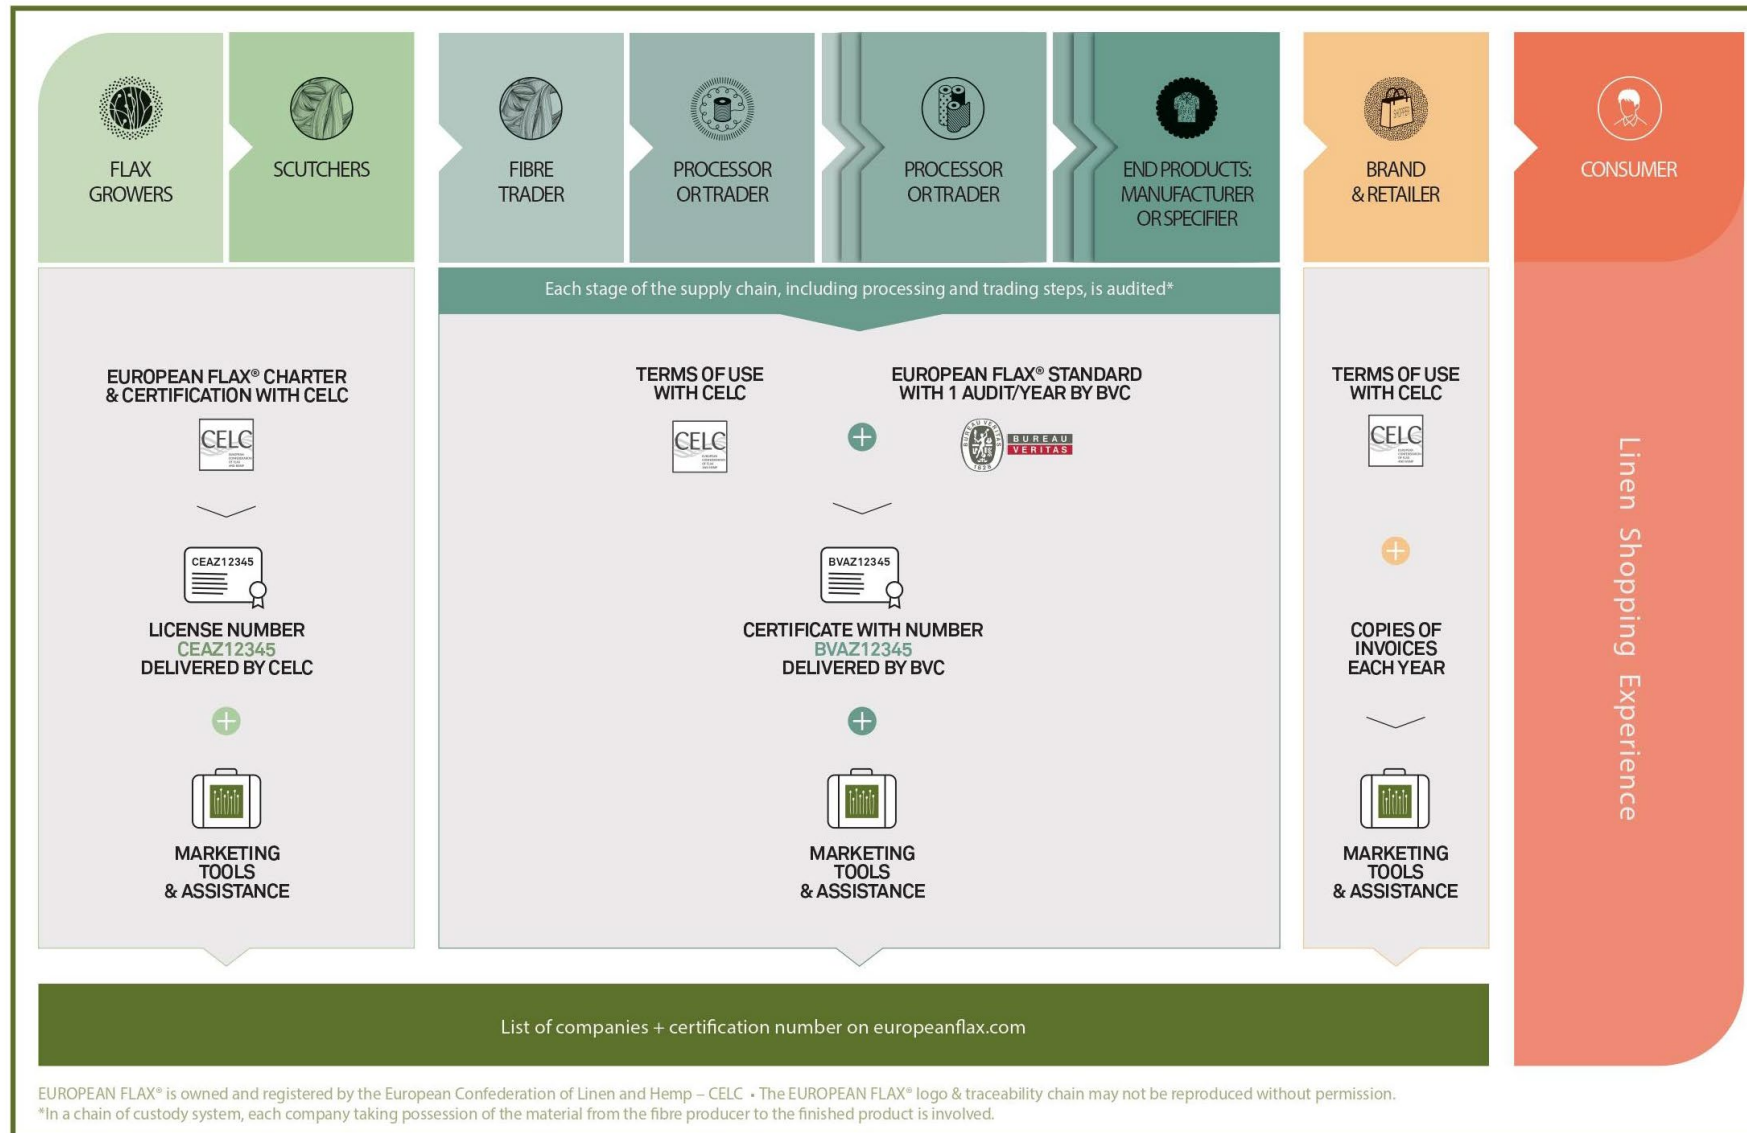 FLAX
GROWERS
SCUTCHERS
FIBRE
TRADER
PROCESSOR
OR TRADER
PROCESSOR
OR TRADER
END PRODUCTS:
MANUFACTURER
OR SPECIFIER
BRAND
& RETAILER
CONSUMER
Each stage of the supply chain, including processing and trading steps, is audited*
EUROPEAN FLAX® CHARTER
& CERTIFICATION WITH CELC
CELC
CEAZ12345
LICENSE NUMBER
CEAZ12345
DELIVERED BY CELC
MARKETING
TOOLS
& ASSISTANCE
TERMS OF USE
WITH CELC
CELC
EUROPEAN FLAX® STANDARD
WITH 1 AUDIT/YEAR BY BVC
BUREAU VERITAS
1828
BUREAU
VERITAS
BVAZ12345
CERTIFICATE WITH NUMBER
BVAZ12345
DELIVERED BY BVC
MARKETING
TOOLS
& ASSISTANCE
TERMS OF USE
WITH CELC
CELC
COPIES OF
INVOICES
EACH YEAR
MARKETING
TOOLS
& ASSISTANCE
Linen Shopping Experience
List of companies + certification number on europeanflax.com
EUROPEAN FLAX® is owned and registered by the European Confederation of Linen and Hemp – CELC • The EUROPEAN FLAX® logo & traceability chain may not be reproduced without permission.
*In a chain of custody system, each company taking possession of the material from the fibre producer to the finished product is involved.